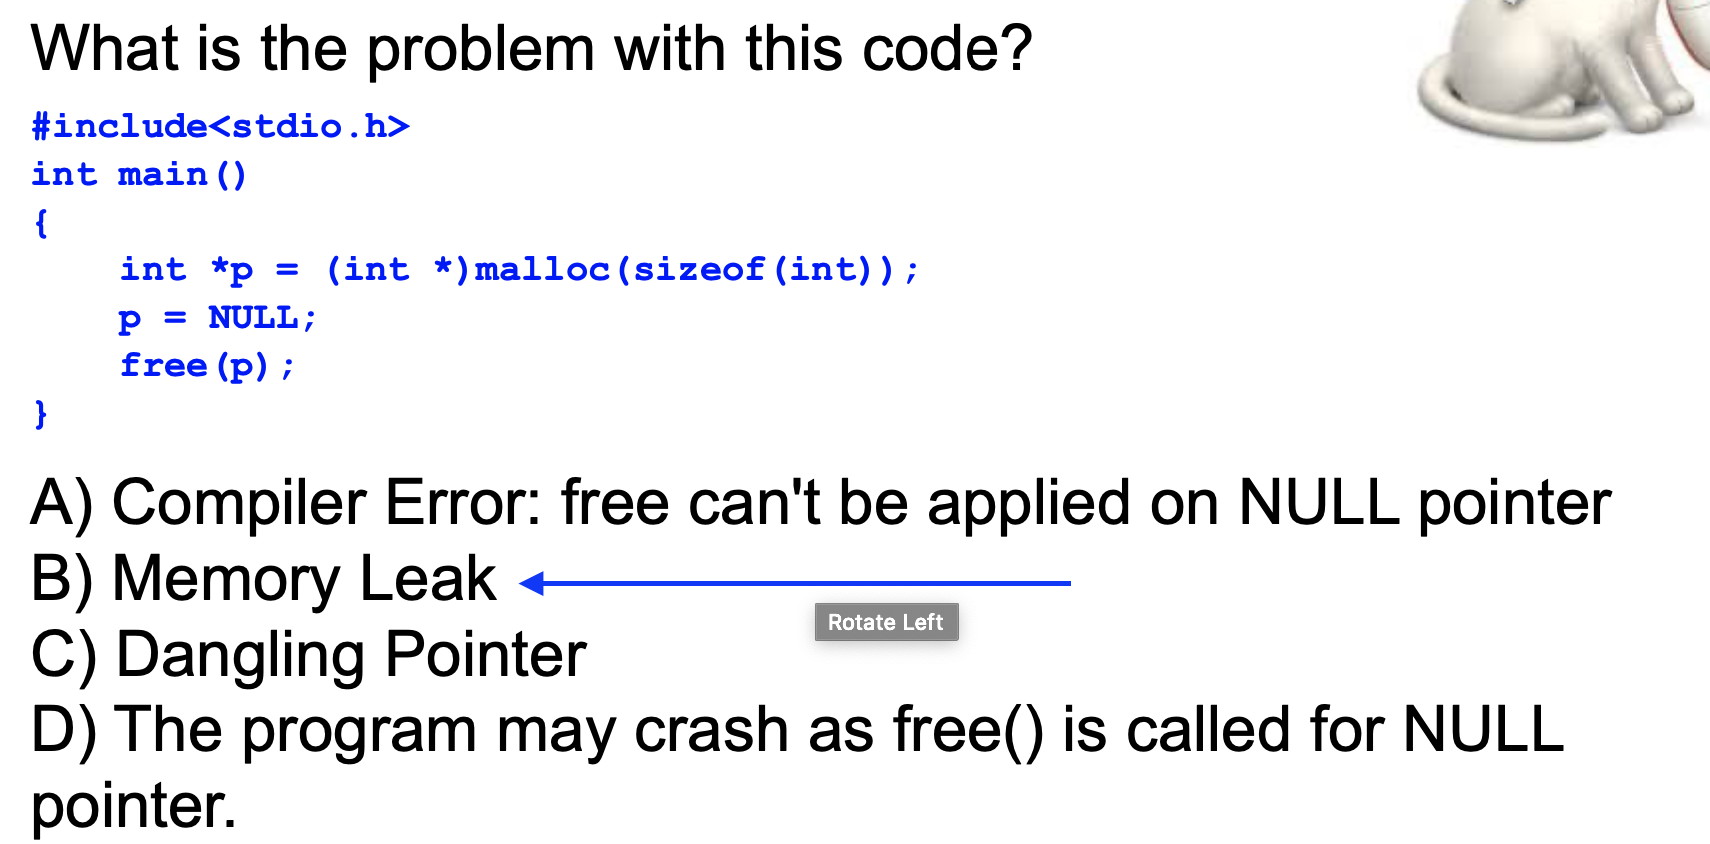 What is the problem with this code?
#include<stdio.h>
int main()
{
    int *p = (int *)malloc(sizeof(int));
    p = NULL;
    free(p);
}
A) Compiler Error: free can't be applied on NULL pointer
B) Memory Leak
Rotate Left
C) Dangling Pointer
D) The program may crash as free() is called for NULL
pointer.